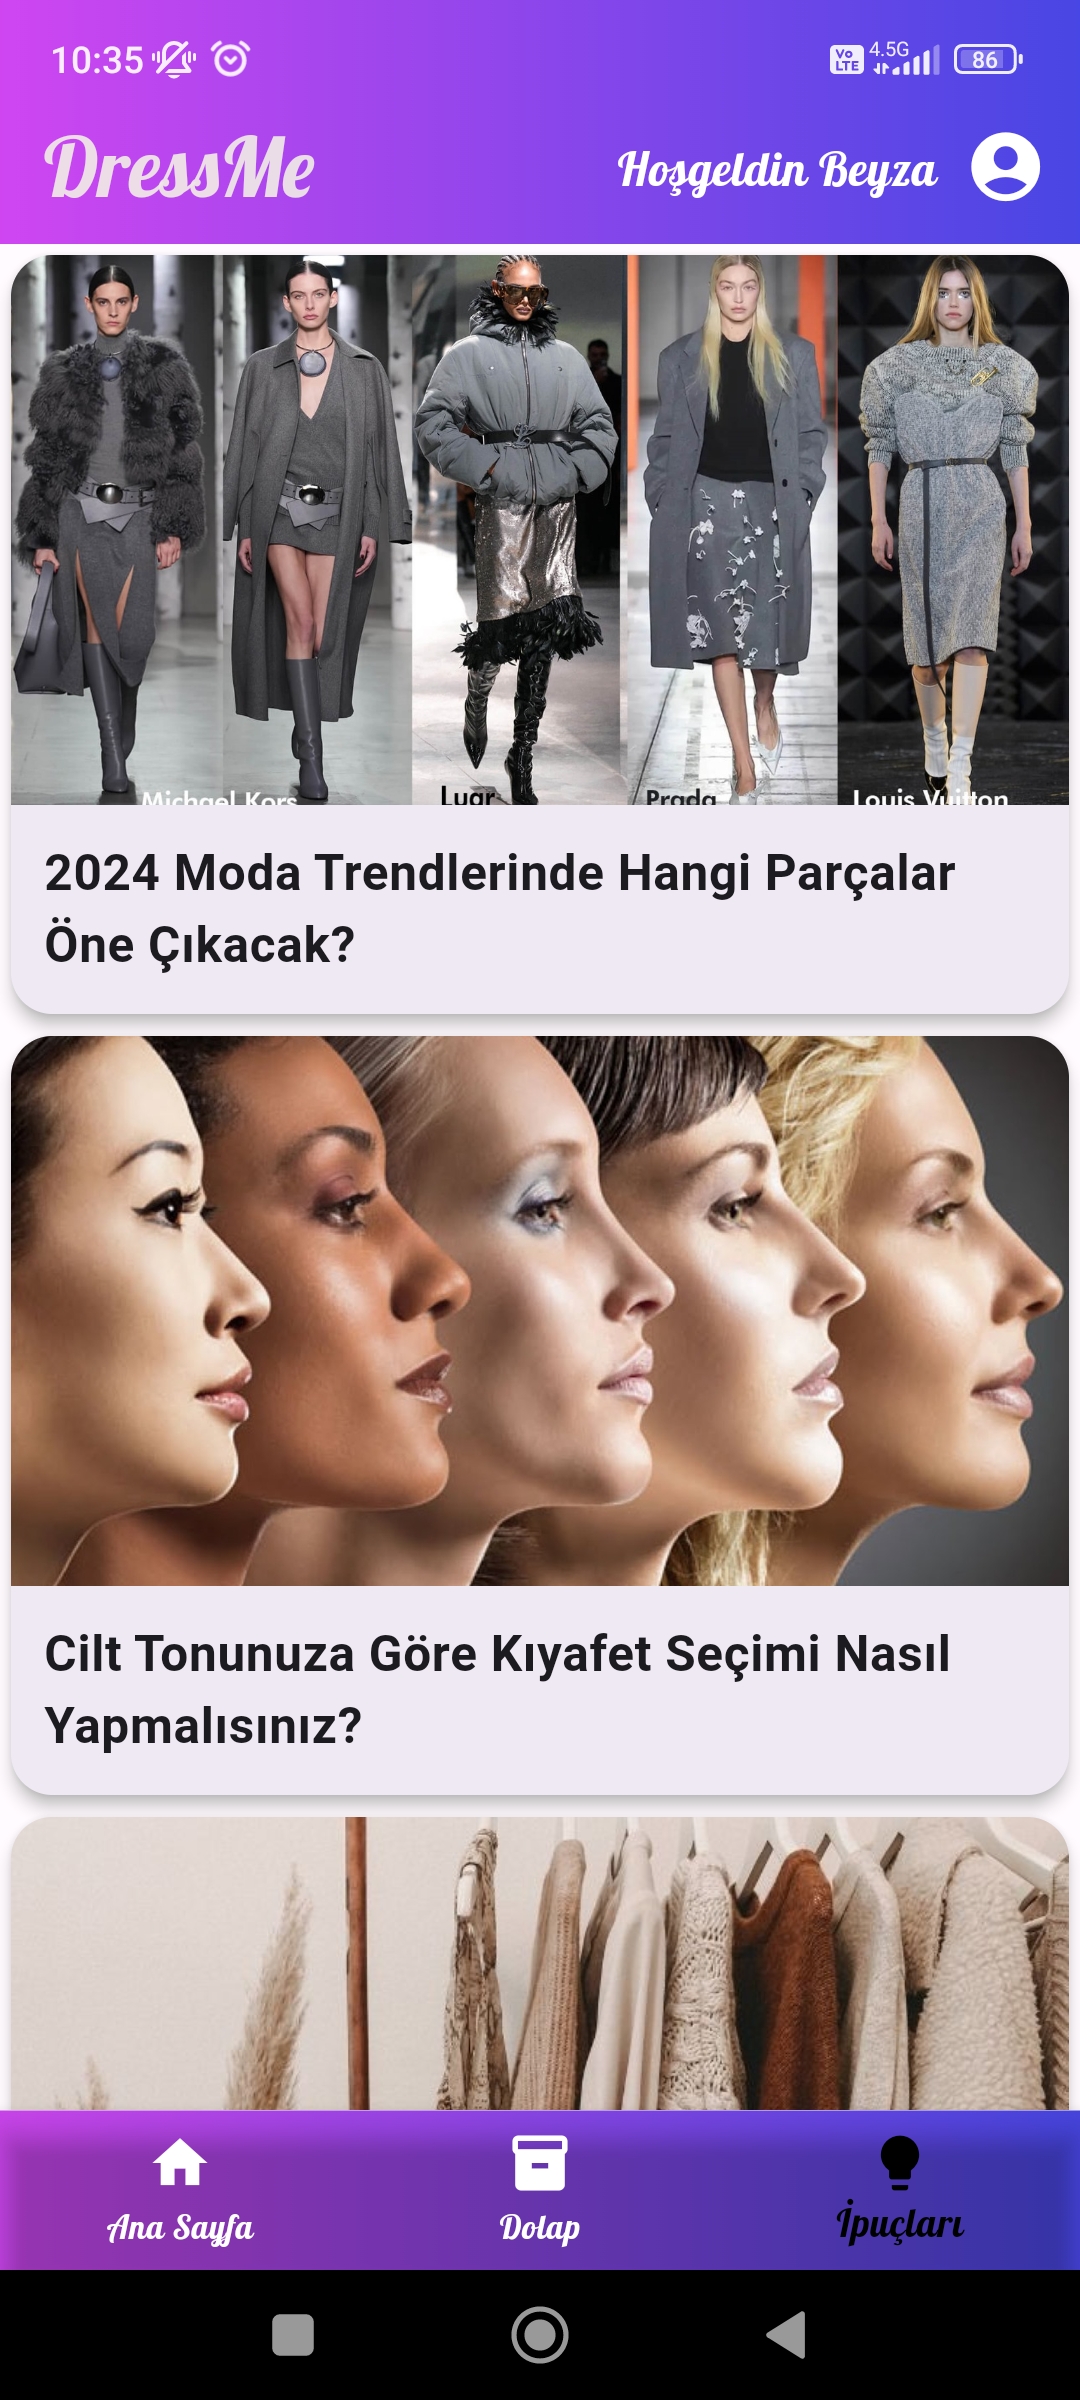 10:35 Vo LTE 4.5G 86
DressMe Hoşgeldin Beyza
Michael Kors Luar Prada Louis Vuitton
2024 Moda Trendlerinde Hangi Parçalar
Öne Çıkacak?
Cilt Tonunuza Göre Kıyafet Seçimi Nasıl
Yapmalısınız?
Ana Sayfa Dolap İpuçları